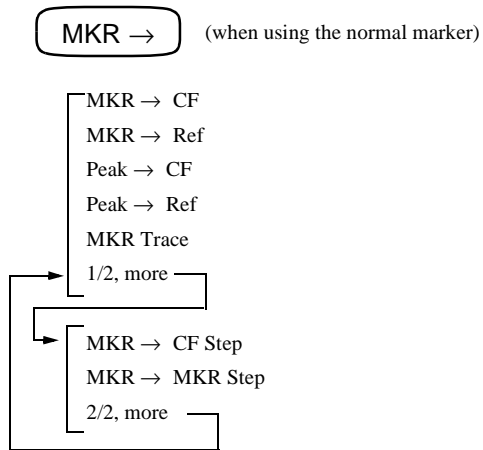 MKR → (when using the normal marker)
MKR → CF
MKR → Ref
Peak → CF
Peak → Ref
MKR Trace
1/2, more
MKR → CF Step
MKR → MKR Step
2/2, more